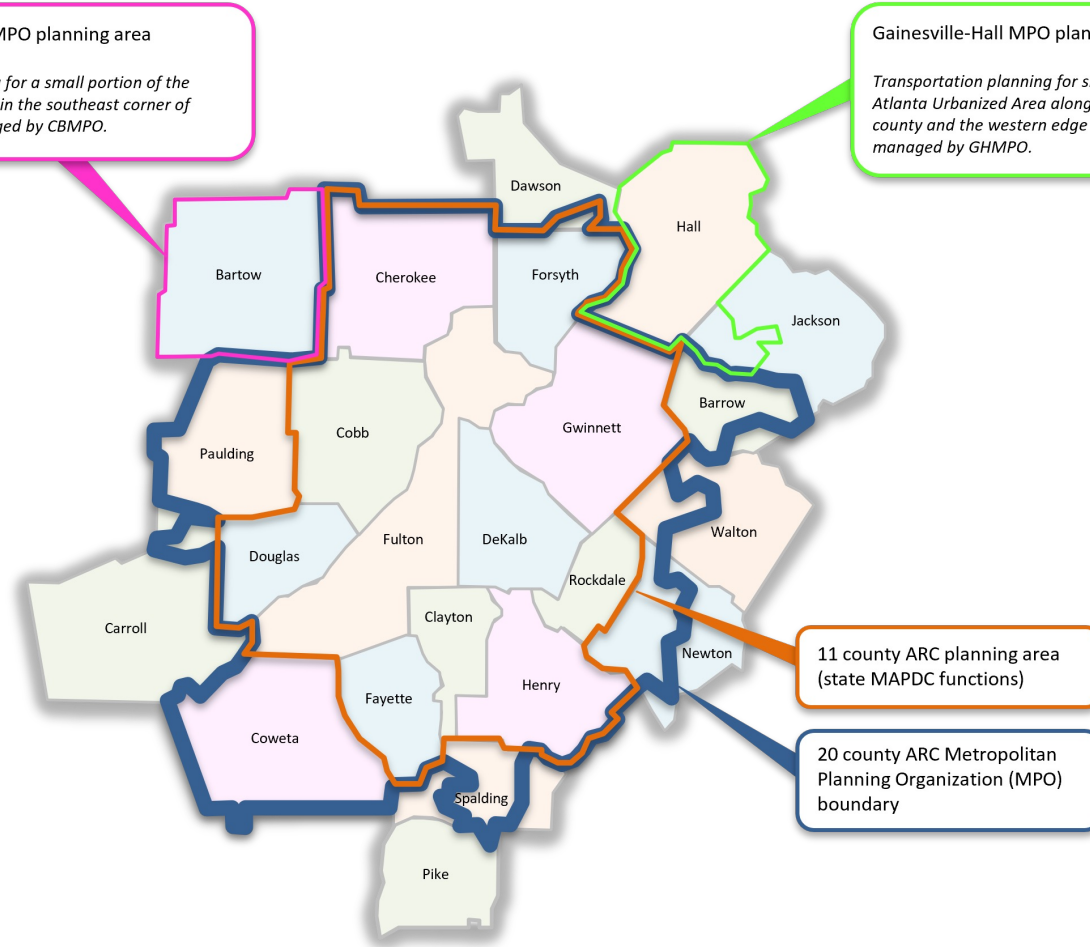 MPO planning area
for a small portion of the
in the southeast corner of
ged by CBMPO.
Gainesville-Hall MPO plan
Transportation planning for s
Atlanta Urbanized Area along
county and the western edge
managed by GHMPO.
Dawson
Hall
Bartow
Cherokee
Forsyth
Jackson
Barrow
Cobb
Gwinnett
Paulding
Walton
Fulton
DeKalb
Douglas
Rockdale
Carroll
Clayton
Newton
Henry
Fayette
Coweta
Spalding
Pike
11 county ARC planning area
(state MAPDC functions)
20 county ARC Metropolitan
Planning Organization (MPO)
boundary